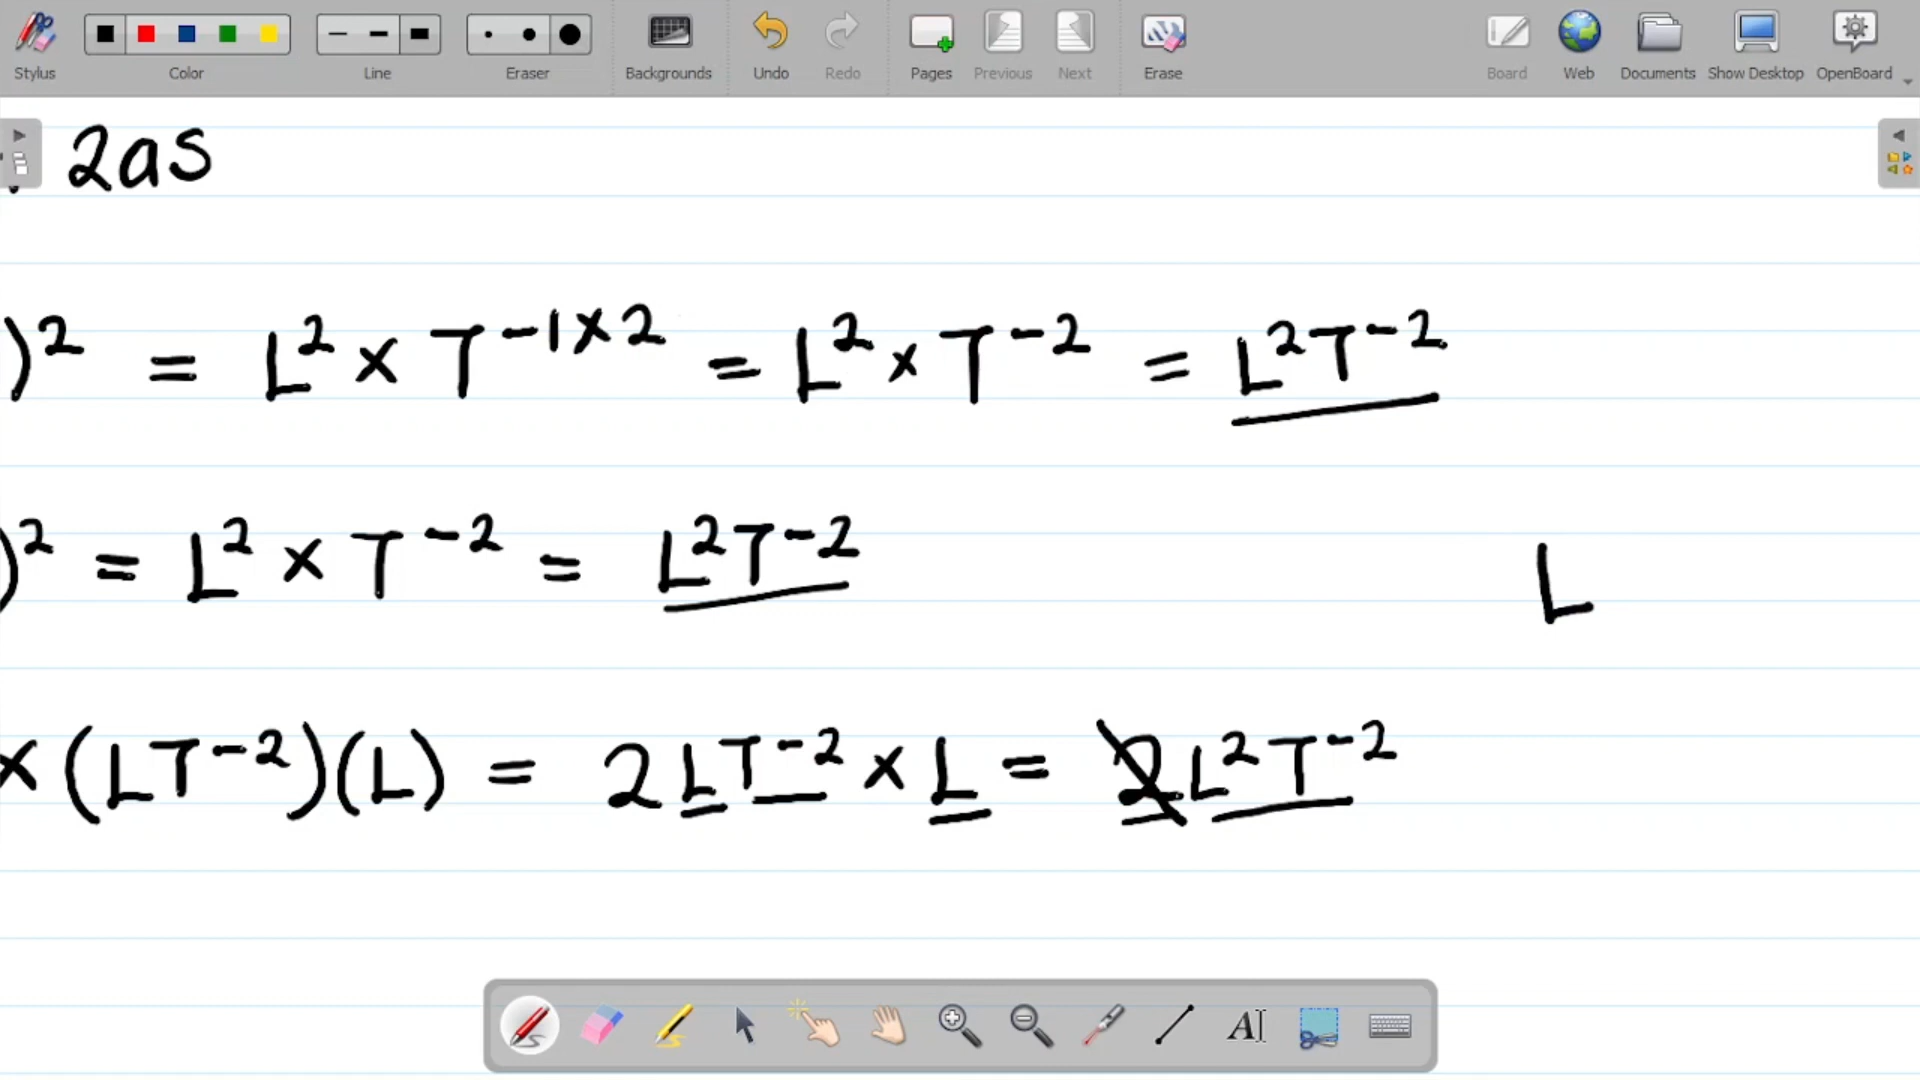 Stylus Color Line Eraser Backgrounds Undo Redo Pages Previous Next Erase Board Web Documents Show Desktop OpenBoard
2as
)² = L² × T⁻¹ˣ² = L² × T⁻² = L²T⁻²
)² = L² × T⁻² = L²T⁻²
L
× (LT⁻²)(L) = 2LT⁻² × L = 2L²T⁻²
AI